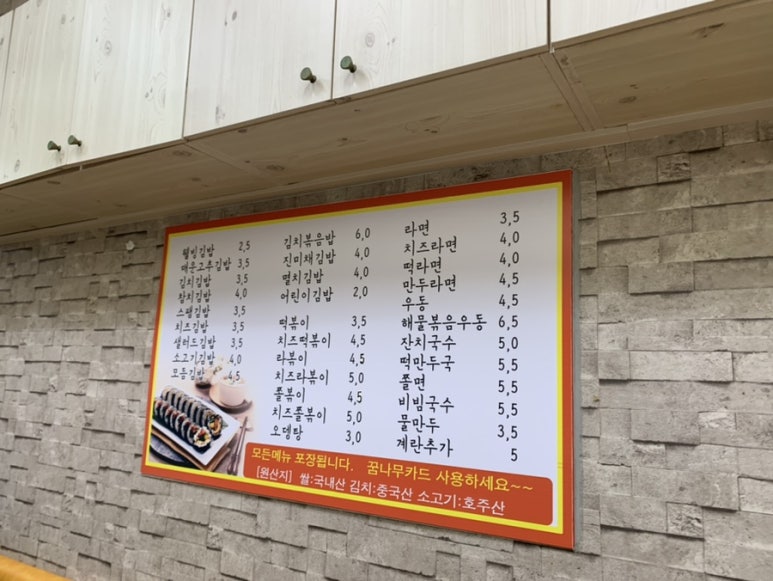 웰빙김밥 2,5
매운고추김밥 3,5
김치김밥 3,5
참치김밥 4,0
스팸김밥 3,5
치즈김밥 3,5
샐러드김밥 3,5
소고기김밥 4,0
모듬김밥 4,5
김치볶음밥 6,0
진미채김밥 4,0
멸치김밥 4,0
어린이김밥 2,0
떡볶이 3,5
치즈떡볶이 4,5
라볶이 4,5
치즈라볶이 5,0
쫄볶이 4,5
치즈쫄볶이 5,0
오뎅탕 3,0
라면 3,5
치즈라면 4,0
떡라면 4,0
만두라면 4,5
우동 4,5
해물볶음우동 6,5
잔치국수 5,0
떡만두국 5,5
쫄면 5,5
비빔국수 5,5
물만두 3,5
계란추가 5
모든메뉴 포장됩니다. 꿈나무카드 사용하세요~~
[원산지] 쌀:국내산 김치:중국산 소고기:호주산